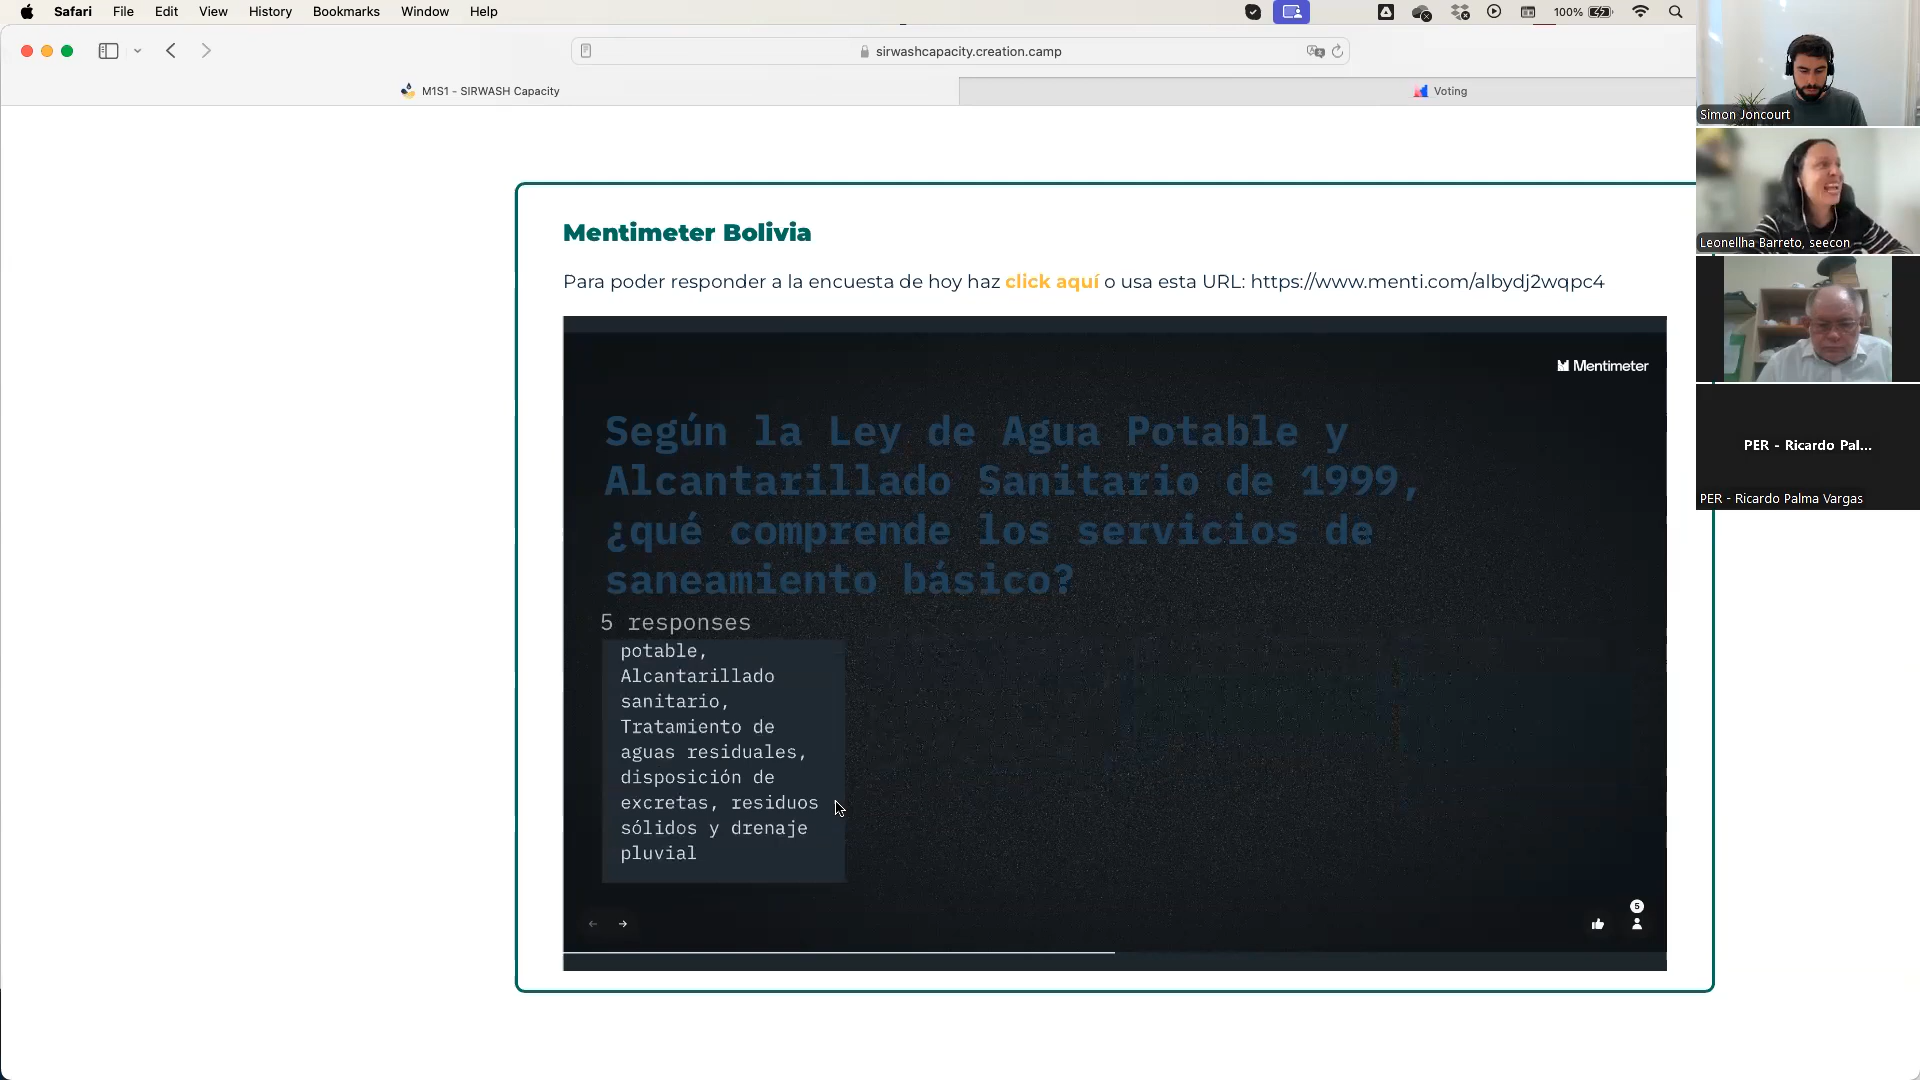 Safari File Edit View History Bookmarks Window Help
100%
sirwashcapacity.creation.camp
M1S1 - SIRWASH Capacity
Voting
Simon Joncourt
Leonellha Barreto, seecon
PER - Ricardo Pal...
PER - Ricardo Palma Vargas
Mentimeter Bolivia
Para poder responder a la encuesta de hoy haz click aquí o usa esta URL: https://www.menti.com/albydj2wqpc4
Mentimeter
Según la Ley de Agua Potable y
Alcantarillado Sanitario de 1999,
¿qué comprende los servicios de
saneamiento básico?
5 responses
potable,
Alcantarillado
sanitario,
Tratamiento de
aguas residuales,
disposición de
excretas, residuos
sólidos y drenaje
pluvial
5